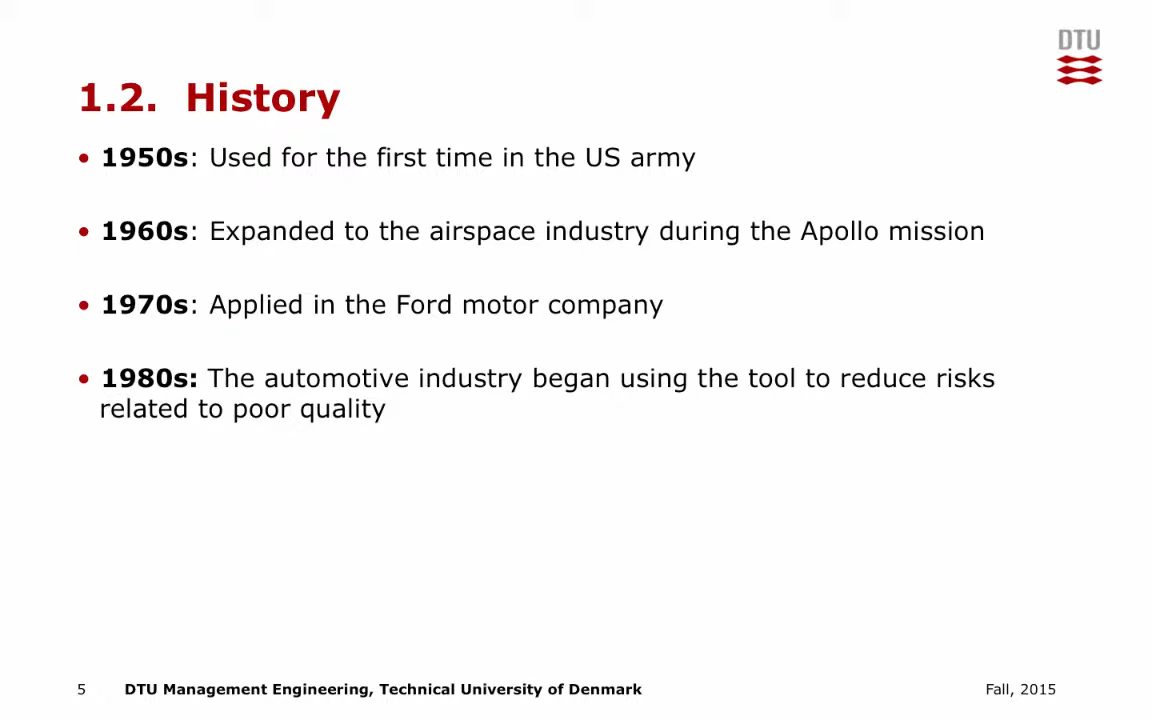 DTU
1.2. History
• 1950s: Used for the first time in the US army
• 1960s: Expanded to the airspace industry during the Apollo mission
• 1970s: Applied in the Ford motor company
• 1980s: The automotive industry began using the tool to reduce risks
related to poor quality
5 DTU Management Engineering, Technical University of Denmark Fall, 2015